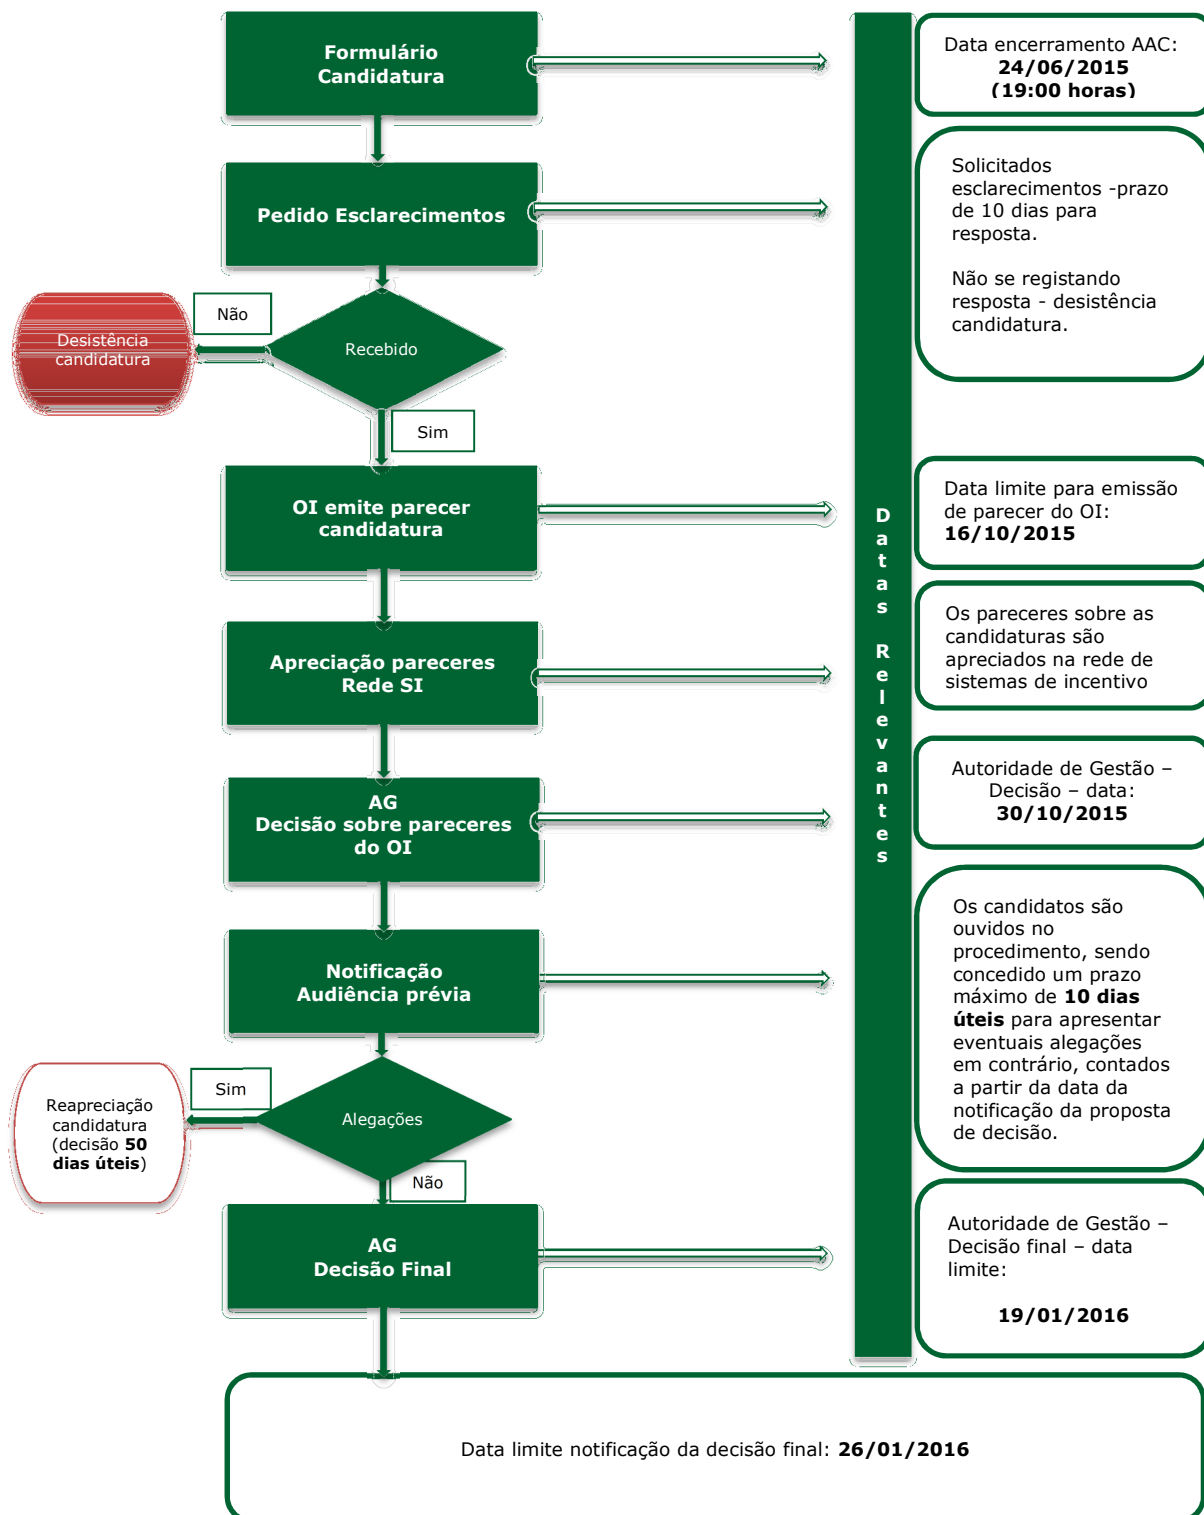 Formulário
Candidatura
Data encerramento AAC:
24/06/2015
(19:00 horas)
Pedido Esclarecimentos
Solicitados
esclarecimentos -prazo
de 10 dias para
resposta.
Não se registando
resposta - desistência
candidatura.
Não
Desistência
candidatura
Recebido
Sim
OI emite parecer
candidatura
Data limite para emissão
de parecer do OI:
16/10/2015
Datas Relevantes
Apreciação pareceres
Rede SI
Os pareceres sobre as
candidaturas são
apreciados na rede de
sistemas de incentivo
AG
Decisão sobre pareceres
do OI
Autoridade de Gestão –
Decisão – data:
30/10/2015
Notificação
Audiência prévia
Os candidatos são
ouvidos no
procedimento, sendo
concedido um prazo
máximo de 10 dias
úteis para apresentar
eventuais alegações
em contrário, contados
a partir da data da
notificação da proposta
de decisão.
Sim
Reapreciação
candidatura
(decisão 50
dias úteis)
Alegações
Não
AG
Decisão Final
Autoridade de Gestão –
Decisão final – data
limite:
19/01/2016
Data limite notificação da decisão final: 26/01/2016